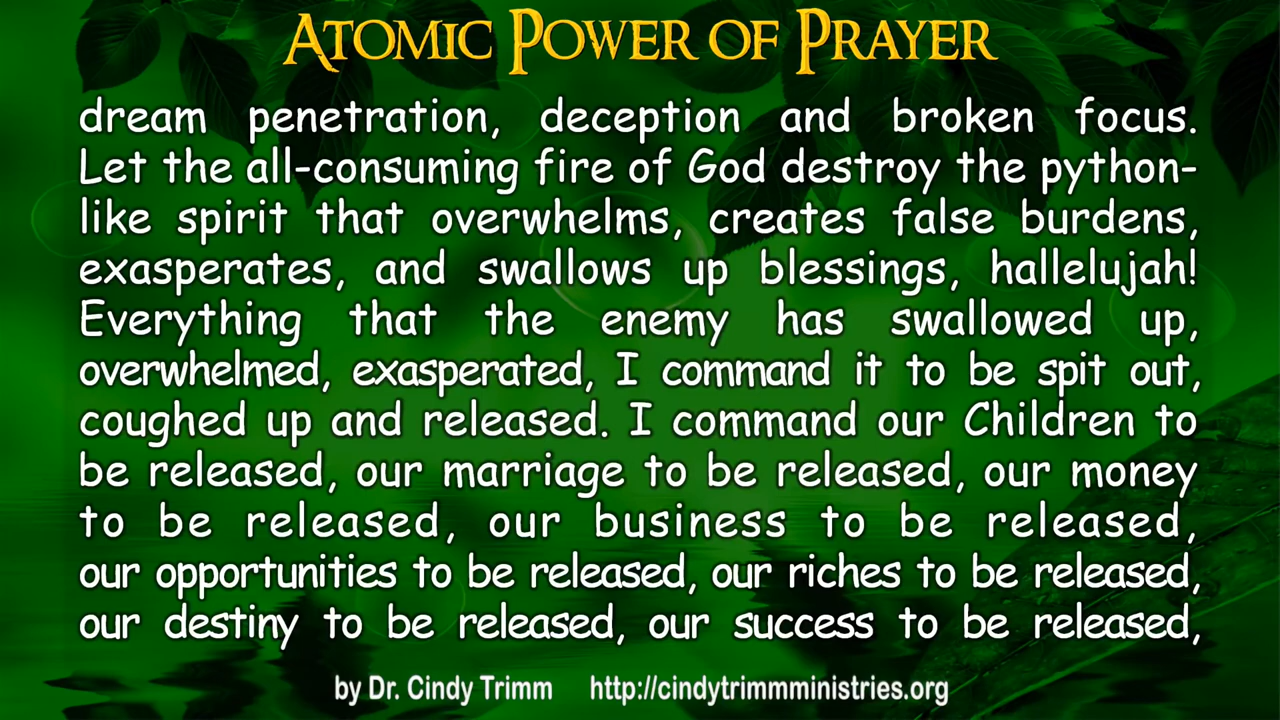 Atomic Power of Prayer
dream penetration, deception and broken focus.
Let the all-consuming fire of God destroy the python-
like spirit that overwhelms, creates false burdens,
exasperates, and swallows up blessings, hallelujah!
Everything that the enemy has swallowed up,
overwhelmed, exasperated, I command it to be spit out,
coughed up and released. I command our Children to
be released, our marriage to be released, our money
to be released, our business to be released,
our opportunities to be released, our riches to be released,
our destiny to be released, our success to be released,
by Dr. Cindy Trimm http://cindytrimmministries.org